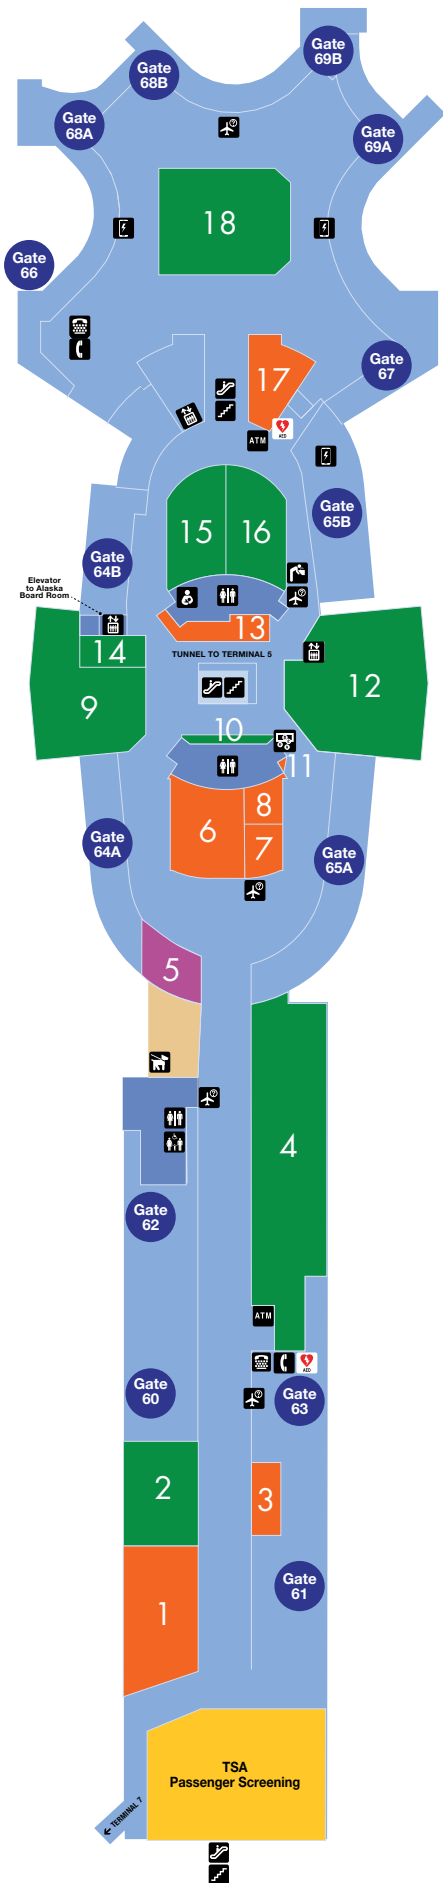 Gate
69B
Gate
68B
Gate
68A
Gate
69A
18
Gate
66
Gate
67
17
AED
ATM
Gate
65B
15
16
Gate
64B
Elevator
to Alaska
Board Room
13
TUNNEL TO TERMINAL 5
14
9
12
10
11
6
8
7
Gate
64A
Gate
65A
5
4
Gate
62
ATM
AED
Gate
60
Gate
63
2
3
1
Gate
61
TSA
Passenger Screening
← TERMINAL 7